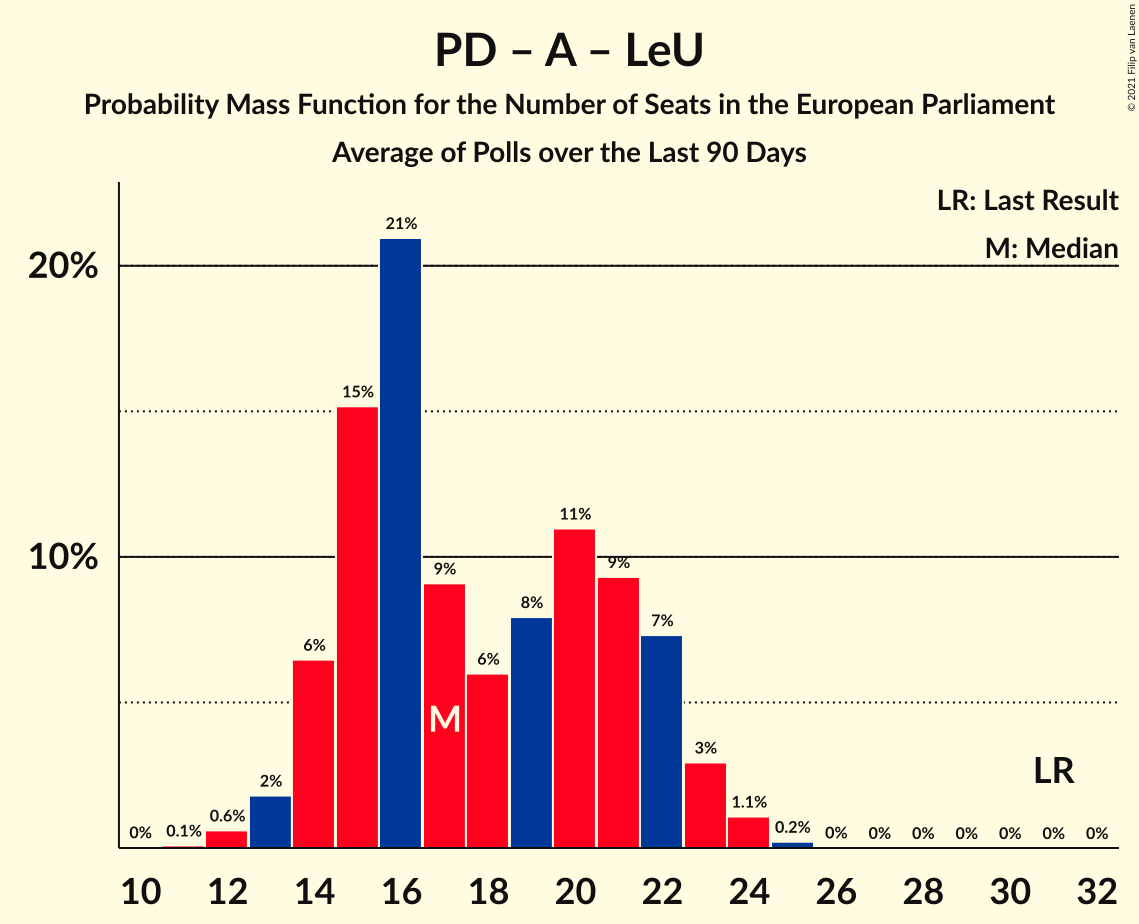 PD – A – LeU
Probability Mass Function for the Number of Seats in the European Parliament
Average of Polls over the Last 90 Days
© 2021 Filip van Laenen
LR: Last Result
M: Median
20%
10%
0%
0.1%
0.6%
2%
6%
15%
21%
9%
6%
8%
11%
9%
7%
3%
1.1%
0.2%
0%
0%
0%
0%
0%
0%
0%
M
LR
10 12 14 16 18 20 22 24 26 28 30 32